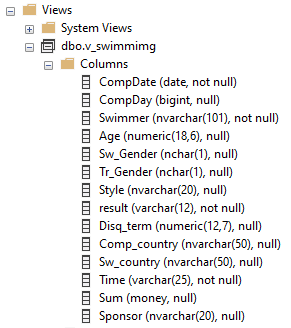 Views
System Views
dbo.v_swimmimg
Columns
CompDate (date, not null)
CompDay (bigint, null)
Swimmer (nvarchar(101), not null)
Age (numeric(18,6), null)
Sw_Gender (nchar(1), null)
Tr_Gender (nchar(1), null)
Style (nvarchar(20), null)
result (varchar(12), not null)
Disq_term (numeric(12,7), null)
Comp_country (nvarchar(50), null)
Sw_country (nvarchar(50), null)
Time (varchar(25), not null)
Sum (money, null)
Sponsor (nvarchar(20), null)